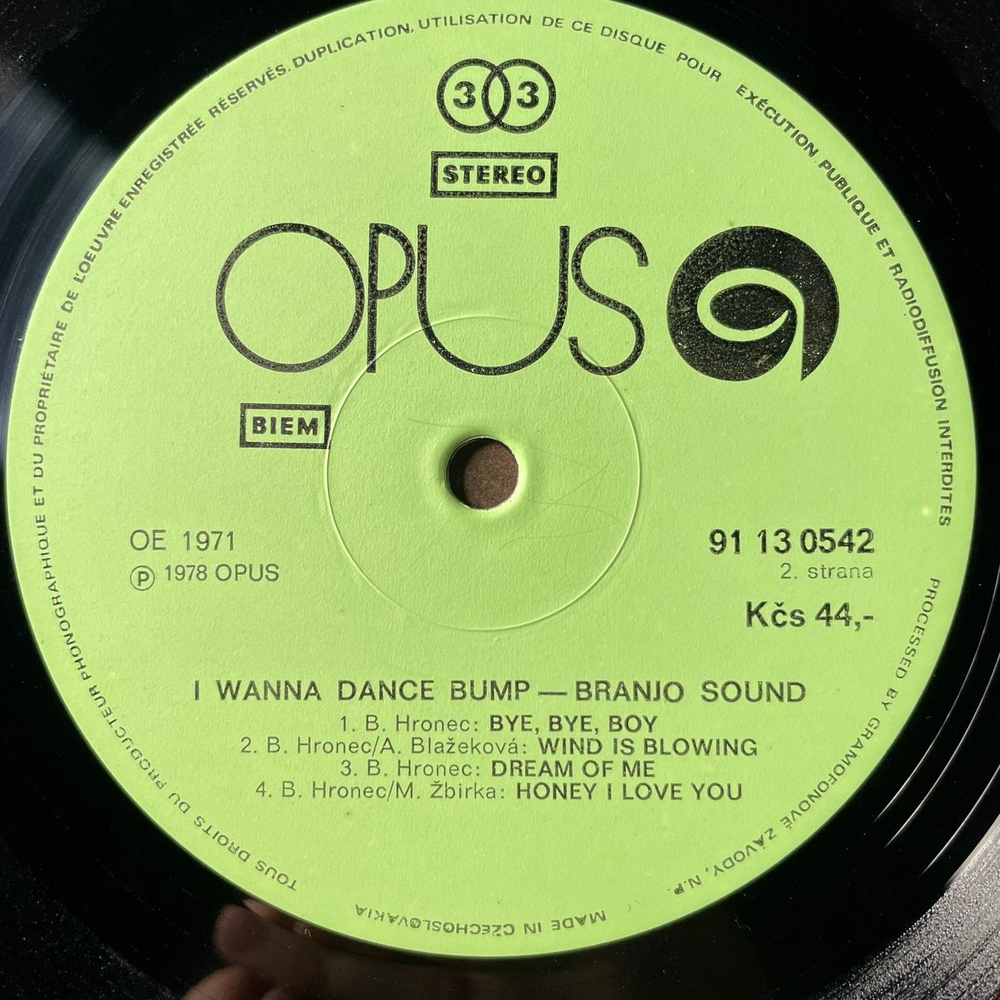 TOUS DROITS DU PRODUCTEUR PHONOGRAPHIQUE ET DU PROPRIÉTAIRE DE L'OEUVRE ENREGISTRÉE RÉSERVÉS. DUPLICATION, UTILISATION DE CE DISQUE POUR EXÉCUTION PUBLIQUE ET RADIODIFFUSION INTERDITES
33
STEREO
OPUS
BIEM
OE 1971
Ⓟ 1978 OPUS
91 13 0542
2. strana
Kčs 44,-
I WANNA DANCE BUMP — BRANJO SOUND
1. B. Hronec: BYE, BYE, BOY
2. B. Hronec/A. Blažeková: WIND IS BLOWING
3. B. Hronec: DREAM OF ME
4. B. Hronec/M. Žbirka: HONEY I LOVE YOU
PROCESSED BY GRAMOFONOVÉ ZÁVODY, N.P.
MADE IN CZECHOSLOVAKIA